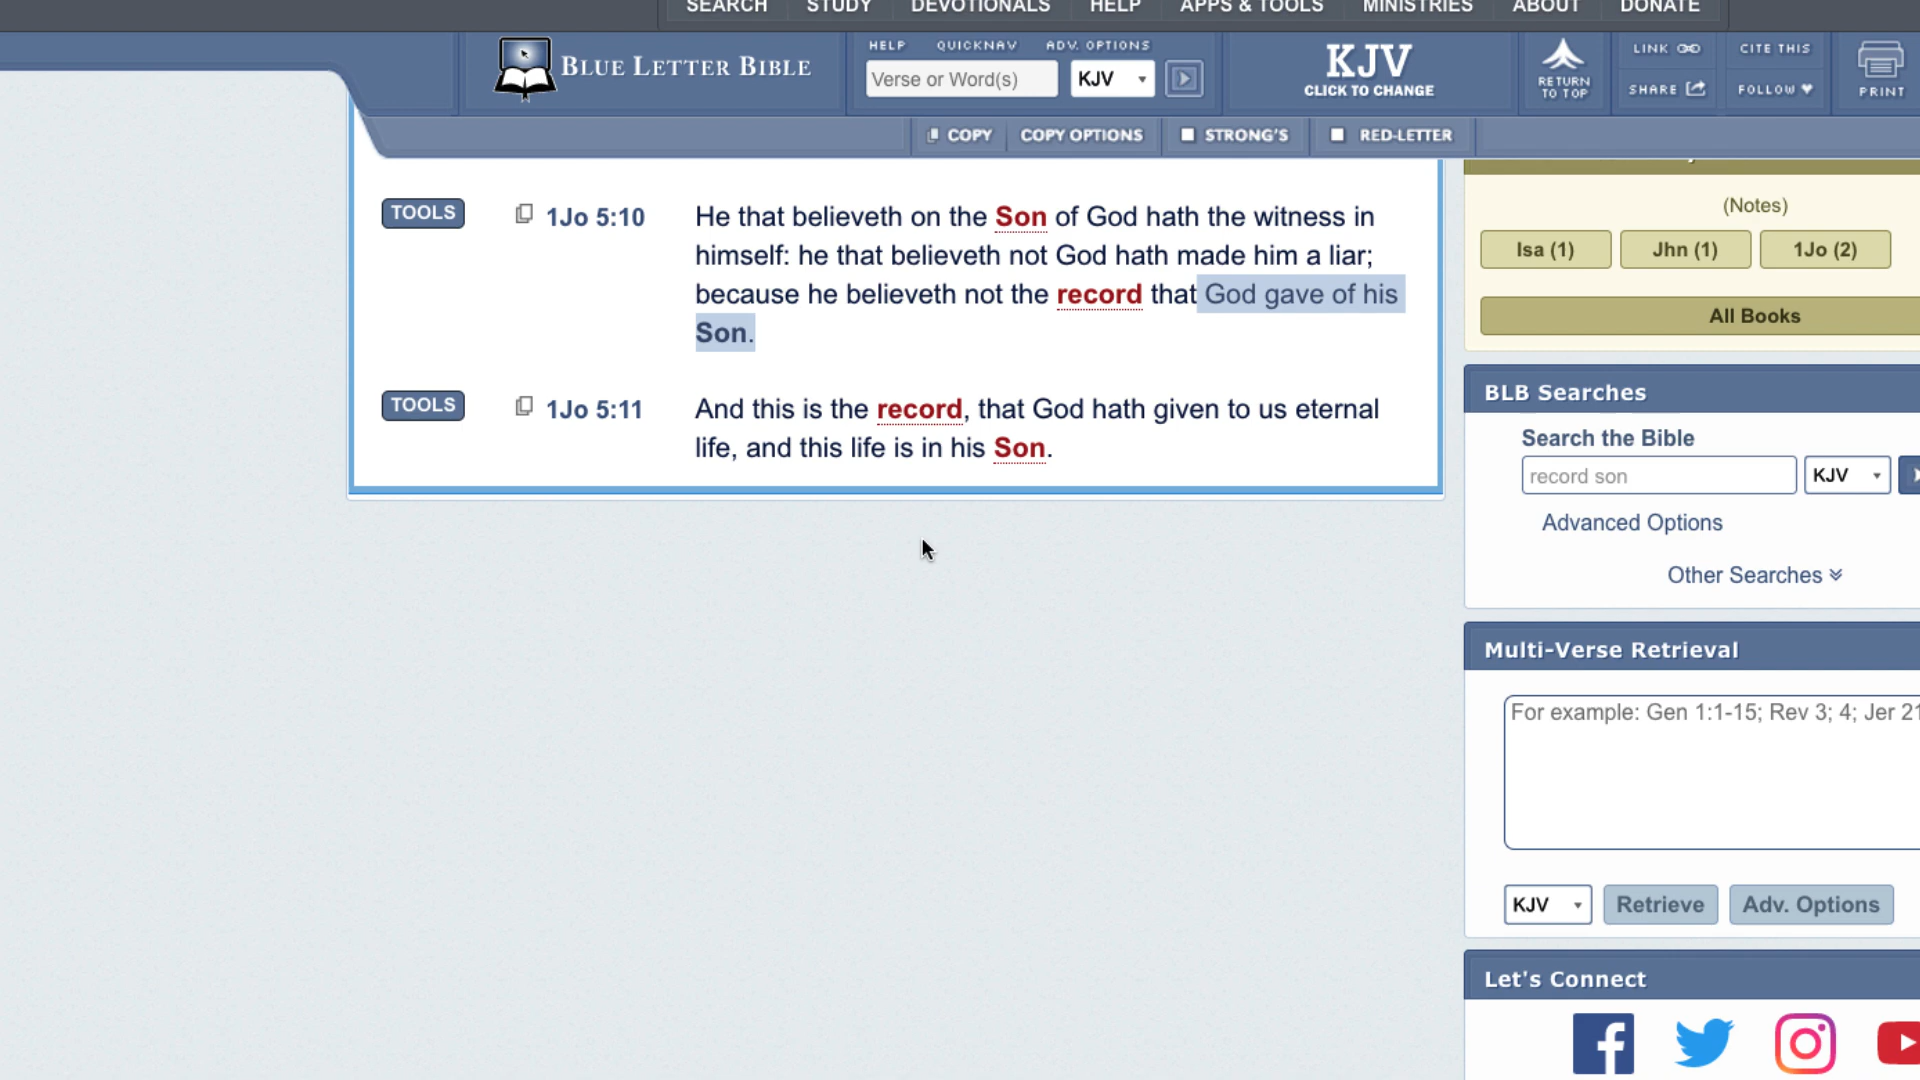 SEARCH STUDY DEVOTIONALS HELP APPS & TOOLS MINISTRIES ABOUT DONATE
BLUE LETTER BIBLE
HELP QUICKNAV ADV. OPTIONS
Verse or Word(s) KJV
KJV
CLICK TO CHANGE
RETURN
TO TOP
LINK
SHARE
CITE THIS
FOLLOW
PRINT
COPY COPY OPTIONS STRONG'S RED-LETTER
TOOLS 1Jo 5:10 He that believeth on the Son of God hath the witness in
himself: he that believeth not God hath made him a liar;
because he believeth not the record that God gave of his
Son.
TOOLS 1Jo 5:11 And this is the record, that God hath given to us eternal
life, and this life is in his Son.
(Notes)
Isa (1) Jhn (1) 1Jo (2)
All Books
BLB Searches
Search the Bible
record son KJV
Advanced Options
Other Searches
Multi-Verse Retrieval
For example: Gen 1:1-15; Rev 3; 4; Jer 21
KJV Retrieve Adv. Options
Let's Connect